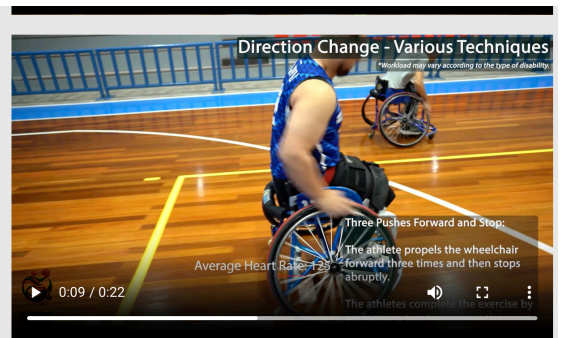 Direction Change - Various Techniques
*Workload may vary according to the type of disability.
Three Pushes Forward and Stop:
The athlete propels the wheelchair
forward three times and then stops
abruptly.
Average Heart Rate: 125
The athletes complete the exercise by
0:09 / 0:22